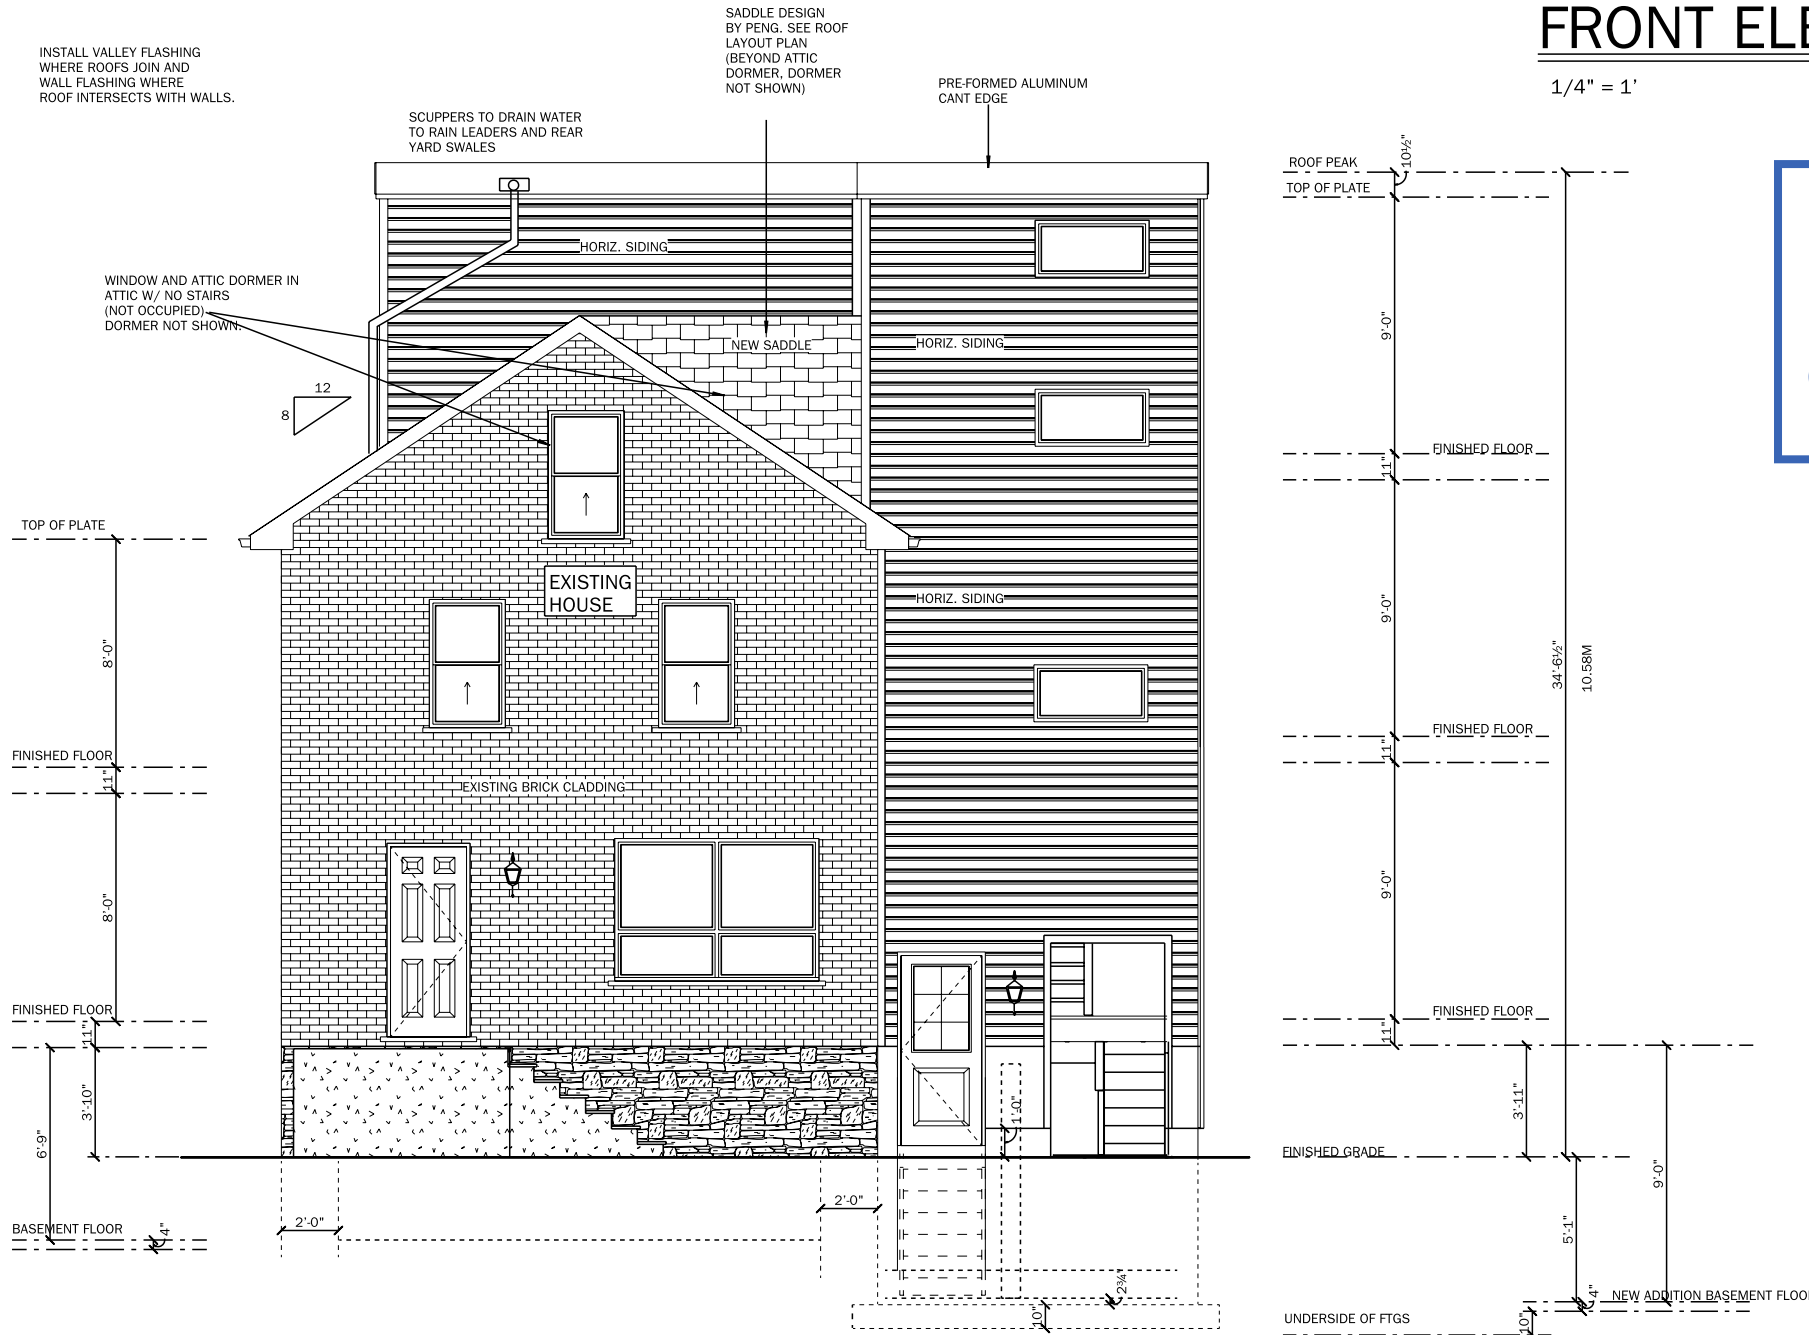 FRONT ELE
1/4" = 1'
SADDLE DESIGN
BY PENG. SEE ROOF
LAYOUT PLAN
(BEYOND ATTIC
DORMER, DORMER
NOT SHOWN)
INSTALL VALLEY FLASHING
WHERE ROOFS JOIN AND
WALL FLASHING WHERE
ROOF INTERSECTS WITH WALLS.
PRE-FORMED ALUMINUM
CANT EDGE
SCUPPERS TO DRAIN WATER
TO RAIN LEADERS AND REAR
YARD SWALES
HORIZ. SIDING
WINDOW AND ATTIC DORMER IN
ATTIC W/ NO STAIRS
(NOT OCCUPIED)
DORMER NOT SHOWN.
NEW SADDLE
HORIZ. SIDING
12
8
EXISTING
HOUSE
HORIZ. SIDING
EXISTING BRICK CLADDING
TOP OF PLATE
8'-0"
FINISHED FLOOR
11"
8'-0"
FINISHED FLOOR
11"
3'-10"
6'-9"
BASEMENT FLOOR
4"
2'-0"
2'-0"
1'-0"
2¾"
10"
ROOF PEAK
10½"
TOP OF PLATE
9'-0"
FINISHED FLOOR
11"
9'-0"
34'-6½"
10.58M
FINISHED FLOOR
11"
9'-0"
FINISHED FLOOR
11"
3'-11"
FINISHED GRADE
9'-0"
5'-1"
4"
NEW ADDITION BASEMENT FLOO
UNDERSIDE OF FTGS
10"